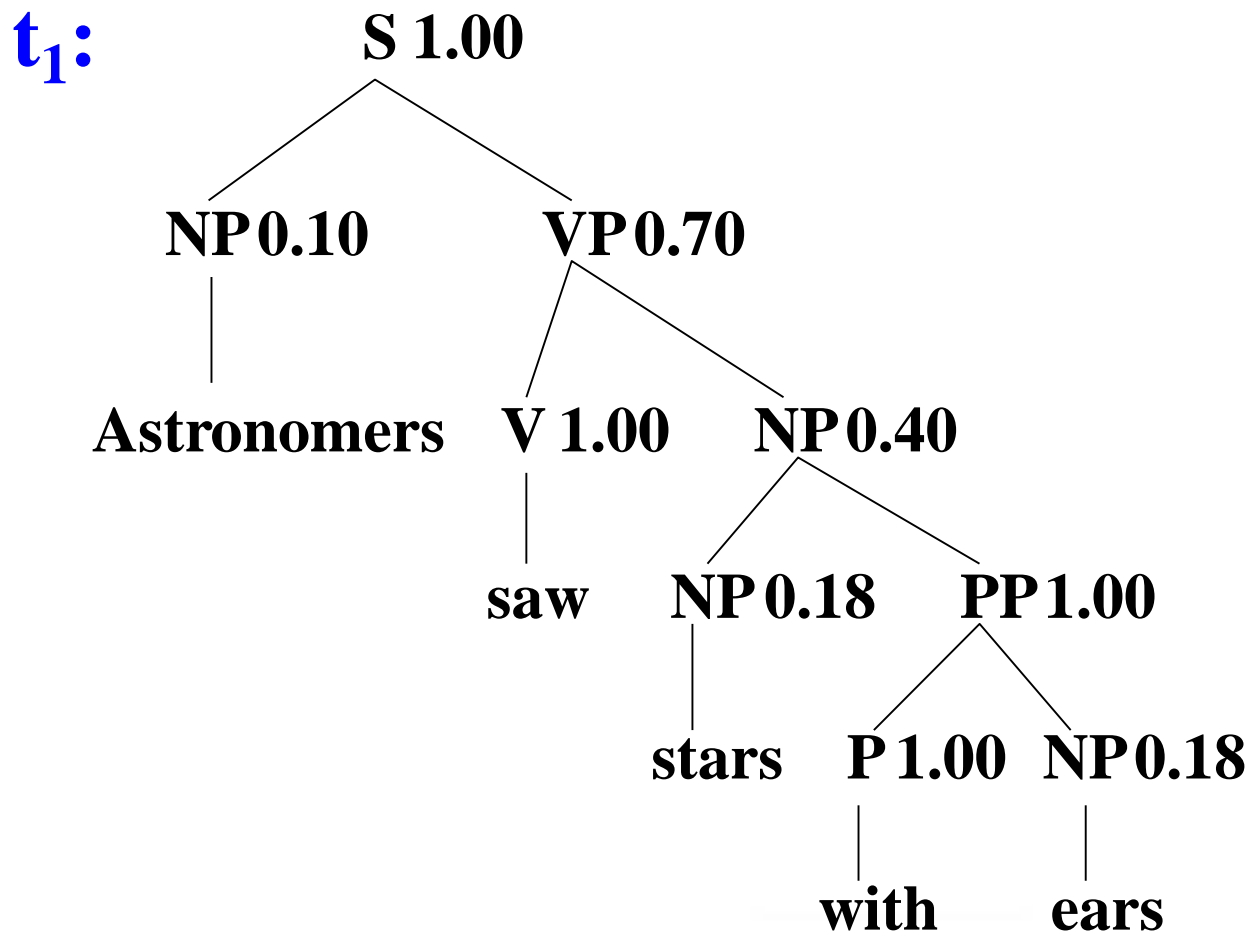 t₁:
S 1.00
NP 0.10 VP 0.70
Astronomers V 1.00 NP 0.40
saw NP 0.18 PP 1.00
stars P 1.00 NP 0.18
with ears